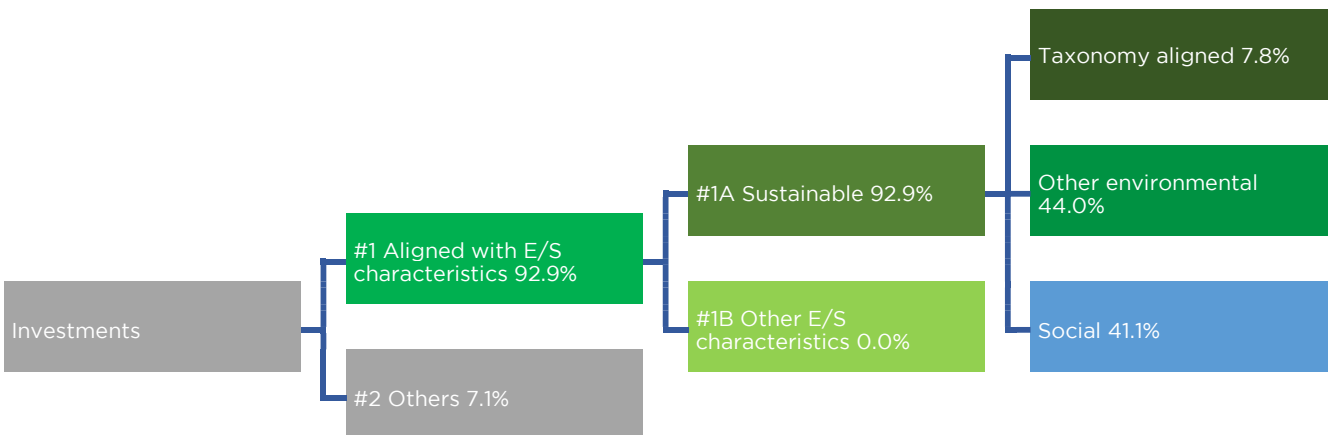 Investments
#1 Aligned with E/S
characteristics 92.9%
#2 Others 7.1%
#1A Sustainable 92.9%
#1B Other E/S
characteristics 0.0%
Taxonomy aligned 7.8%
Other environmental
44.0%
Social 41.1%